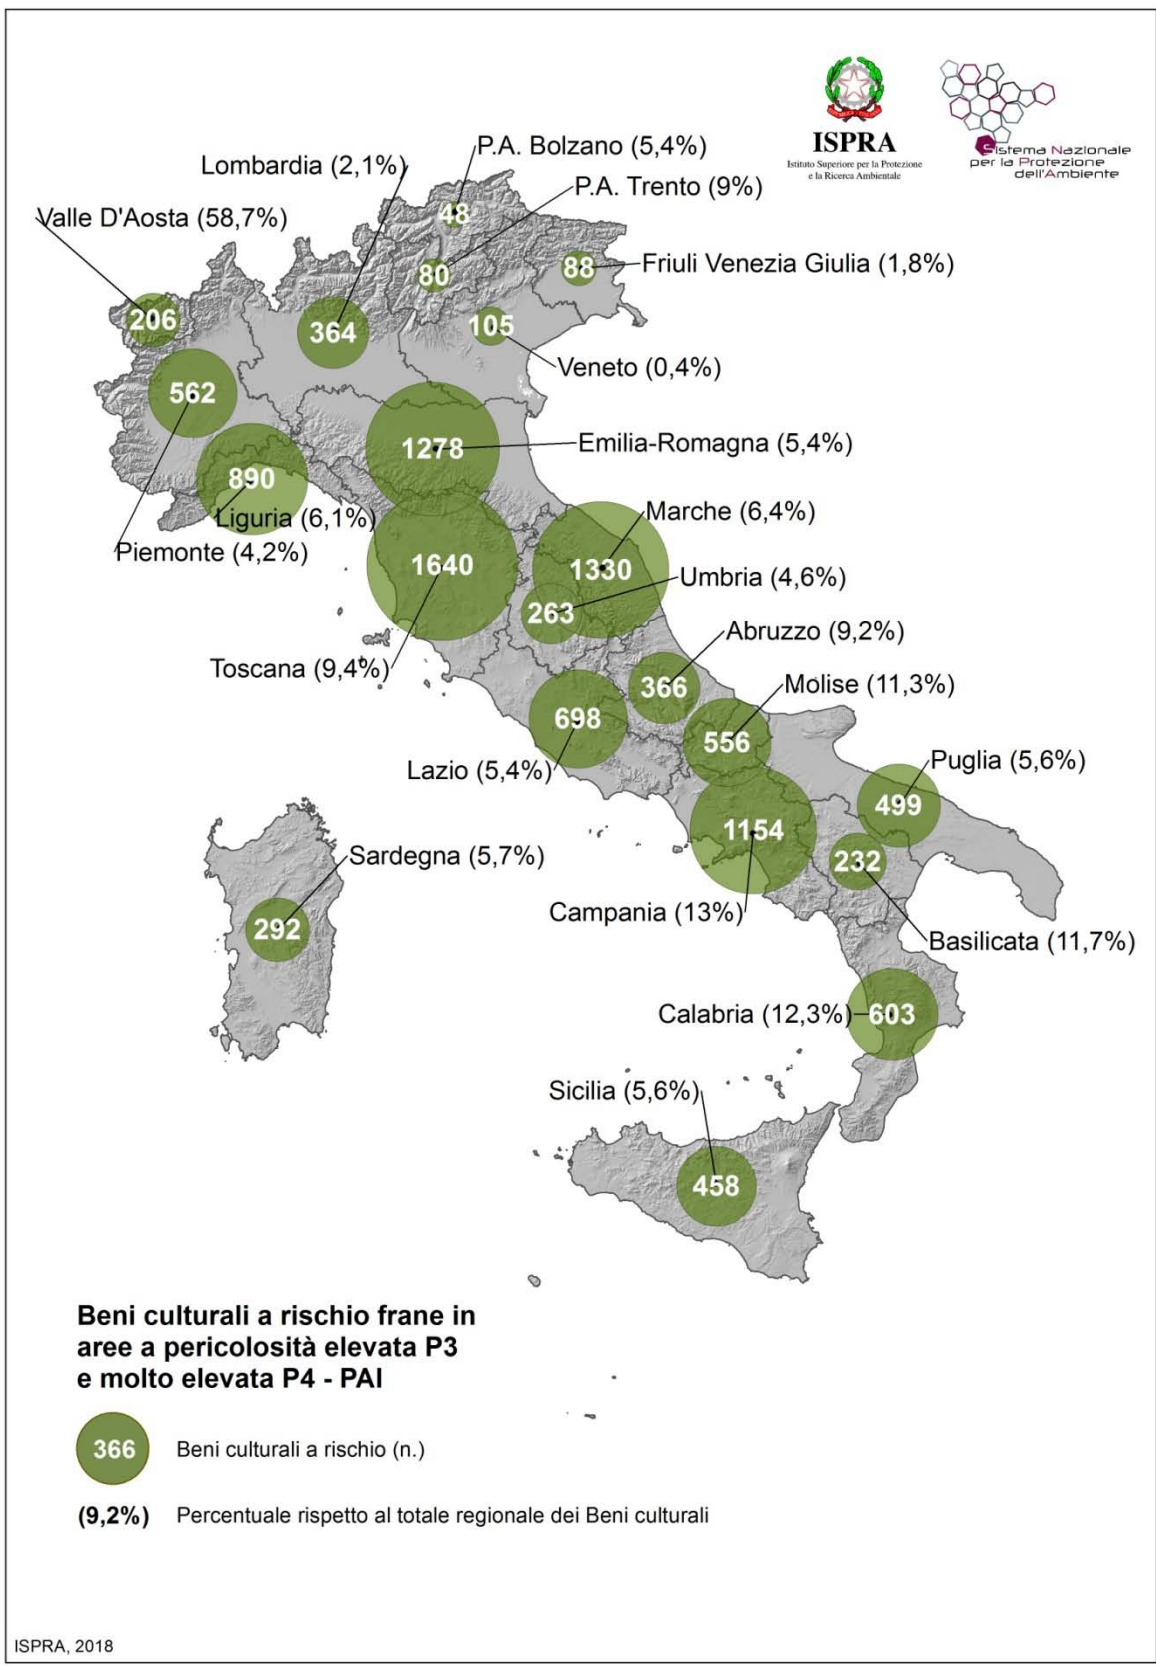 ISPRA
Istituto Superiore per la Protezione
e la Ricerca Ambientale
Sistema Nazionale
per la Protezione
dell'Ambiente
P.A. Bolzano (5,4%)
Lombardia (2,1%)
P.A. Trento (9%)
Valle D'Aosta (58,7%)
48
Friuli Venezia Giulia (1,8%)
88
80
206
364
105
Veneto (0,4%)
562
1278
Emilia-Romagna (5,4%)
890
Marche (6,4%)
Liguria (6,1%)
Piemonte (4,2%)
1640
1330
Umbria (4,6%)
263
Abruzzo (9,2%)
Toscana (9,4%)
366
Molise (11,3%)
698
556
Lazio (5,4%)
Puglia (5,6%)
499
1154
Sardegna (5,7%)
232
Campania (13%)
292
Basilicata (11,7%)
Calabria (12,3%)
603
Sicilia (5,6%)
458
Beni culturali a rischio frane in
aree a pericolosità elevata P3
e molto elevata P4 - PAI
366 Beni culturali a rischio (n.)
(9,2%) Percentuale rispetto al totale regionale dei Beni culturali
ISPRA, 2018